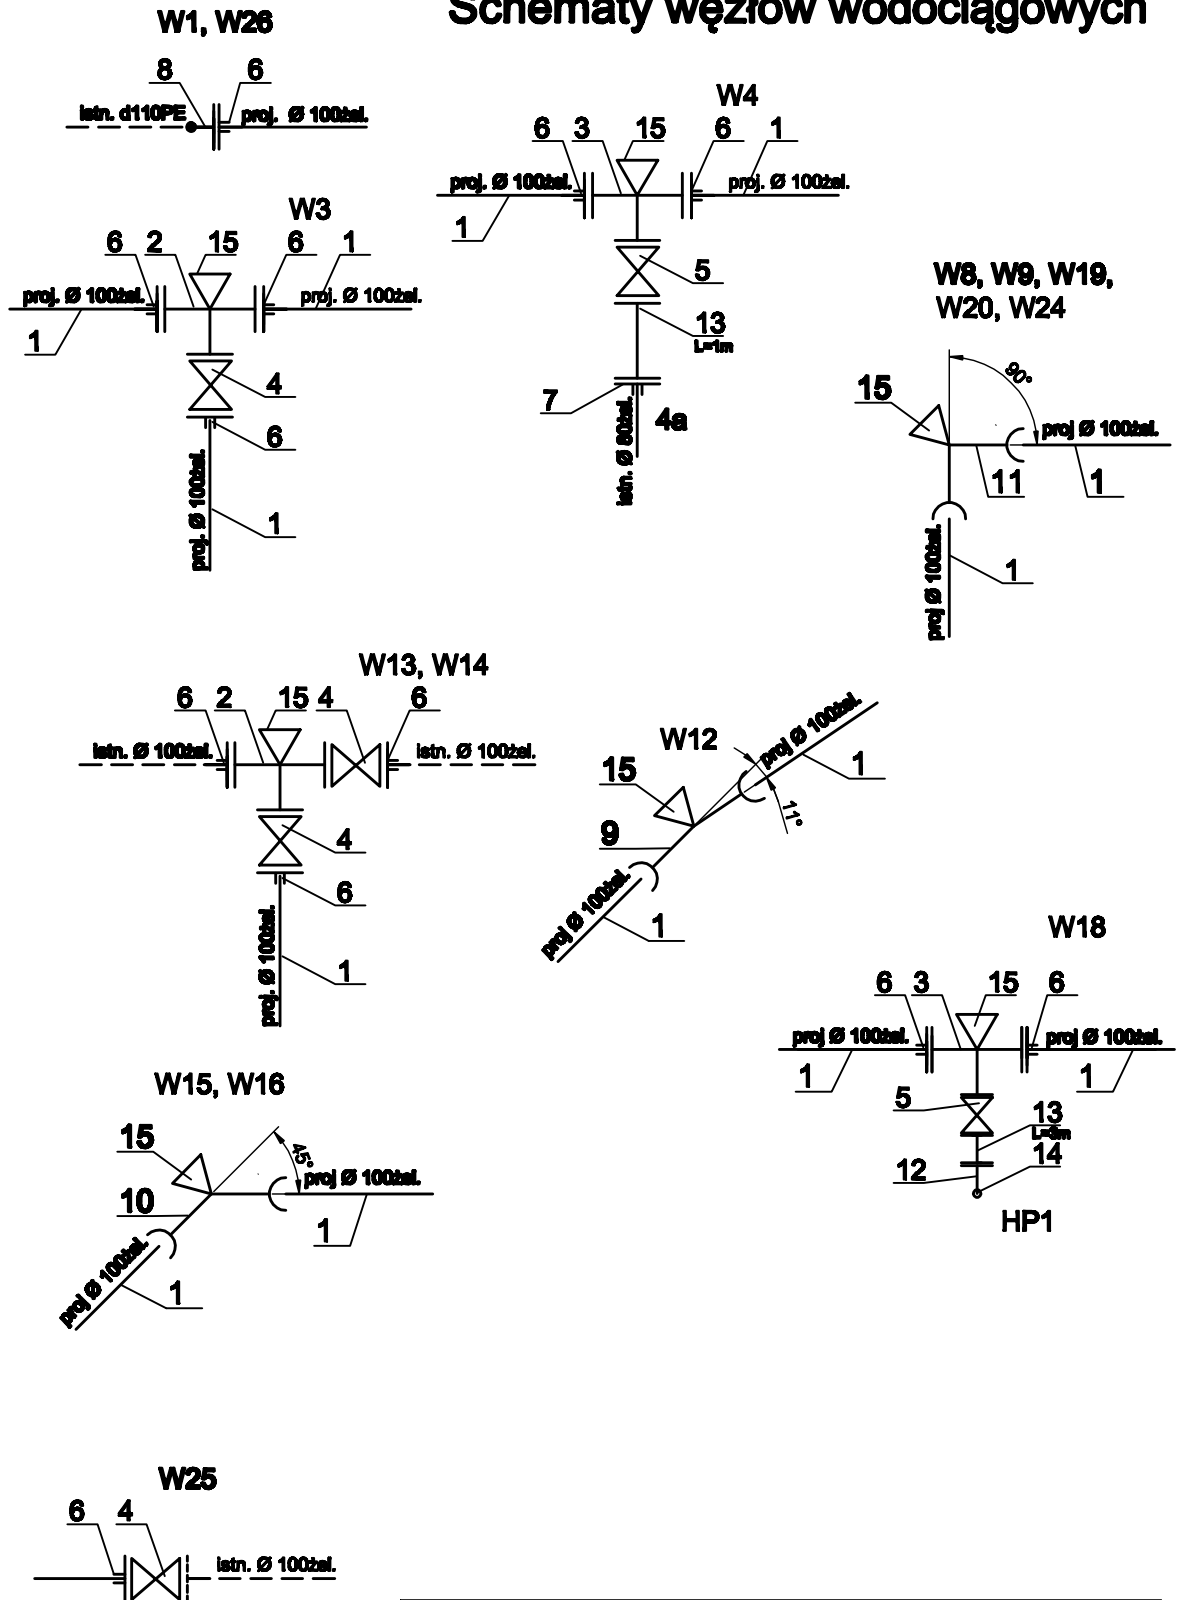 Schematy węzłów wodociągowych
W1, W26
8 6
istn. d110PE proj. Ø 100żel.
W4
6 3 15 6 1
proj. Ø 100żel. proj. Ø 100żel.
1
5
13
L=1m
7
4a
istn. Ø 80żel.
W3
6 2 15 6 1
proj. Ø 100żel. proj. Ø 100żel.
1
4
6
proj. Ø 100żel.
1
W8, W9, W19,
W20, W24
90°
15
proj Ø 100żel.
11 1
proj Ø 100żel.
1
W13, W14
6 2 15 4 6
istn. Ø 100żel. istn. Ø 100żel.
4
6
proj. Ø 100żel.
1
W12
proj Ø 100żel.
15
1
11°
9
proj Ø 100żel.
1
W18
6 3 15 6
proj Ø 100żel. proj Ø 100żel.
1 1
5
13
L=3m
14
12
HP1
W15, W16
15
45°
proj Ø 100żel.
10
1
proj Ø 100żel.
1
W25
6 4
istn. Ø 100żel.